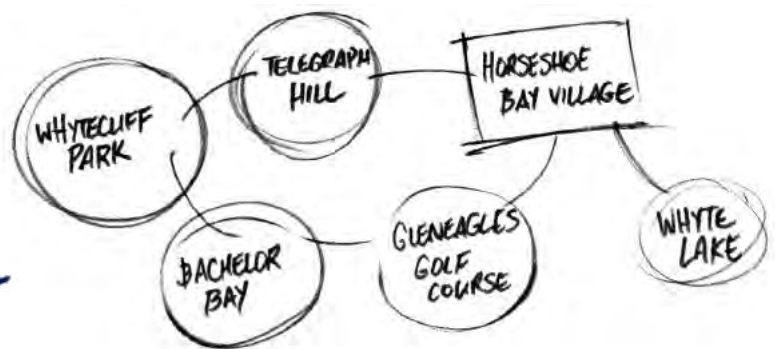 TELEGRAPH
HILL
HORSESHOE
BAY VILLAGE
WHYTECLIFF
PARK
BACHELOR
BAY
GLENEAGLES
GOLF
COURSE
WHYTE
LAKE